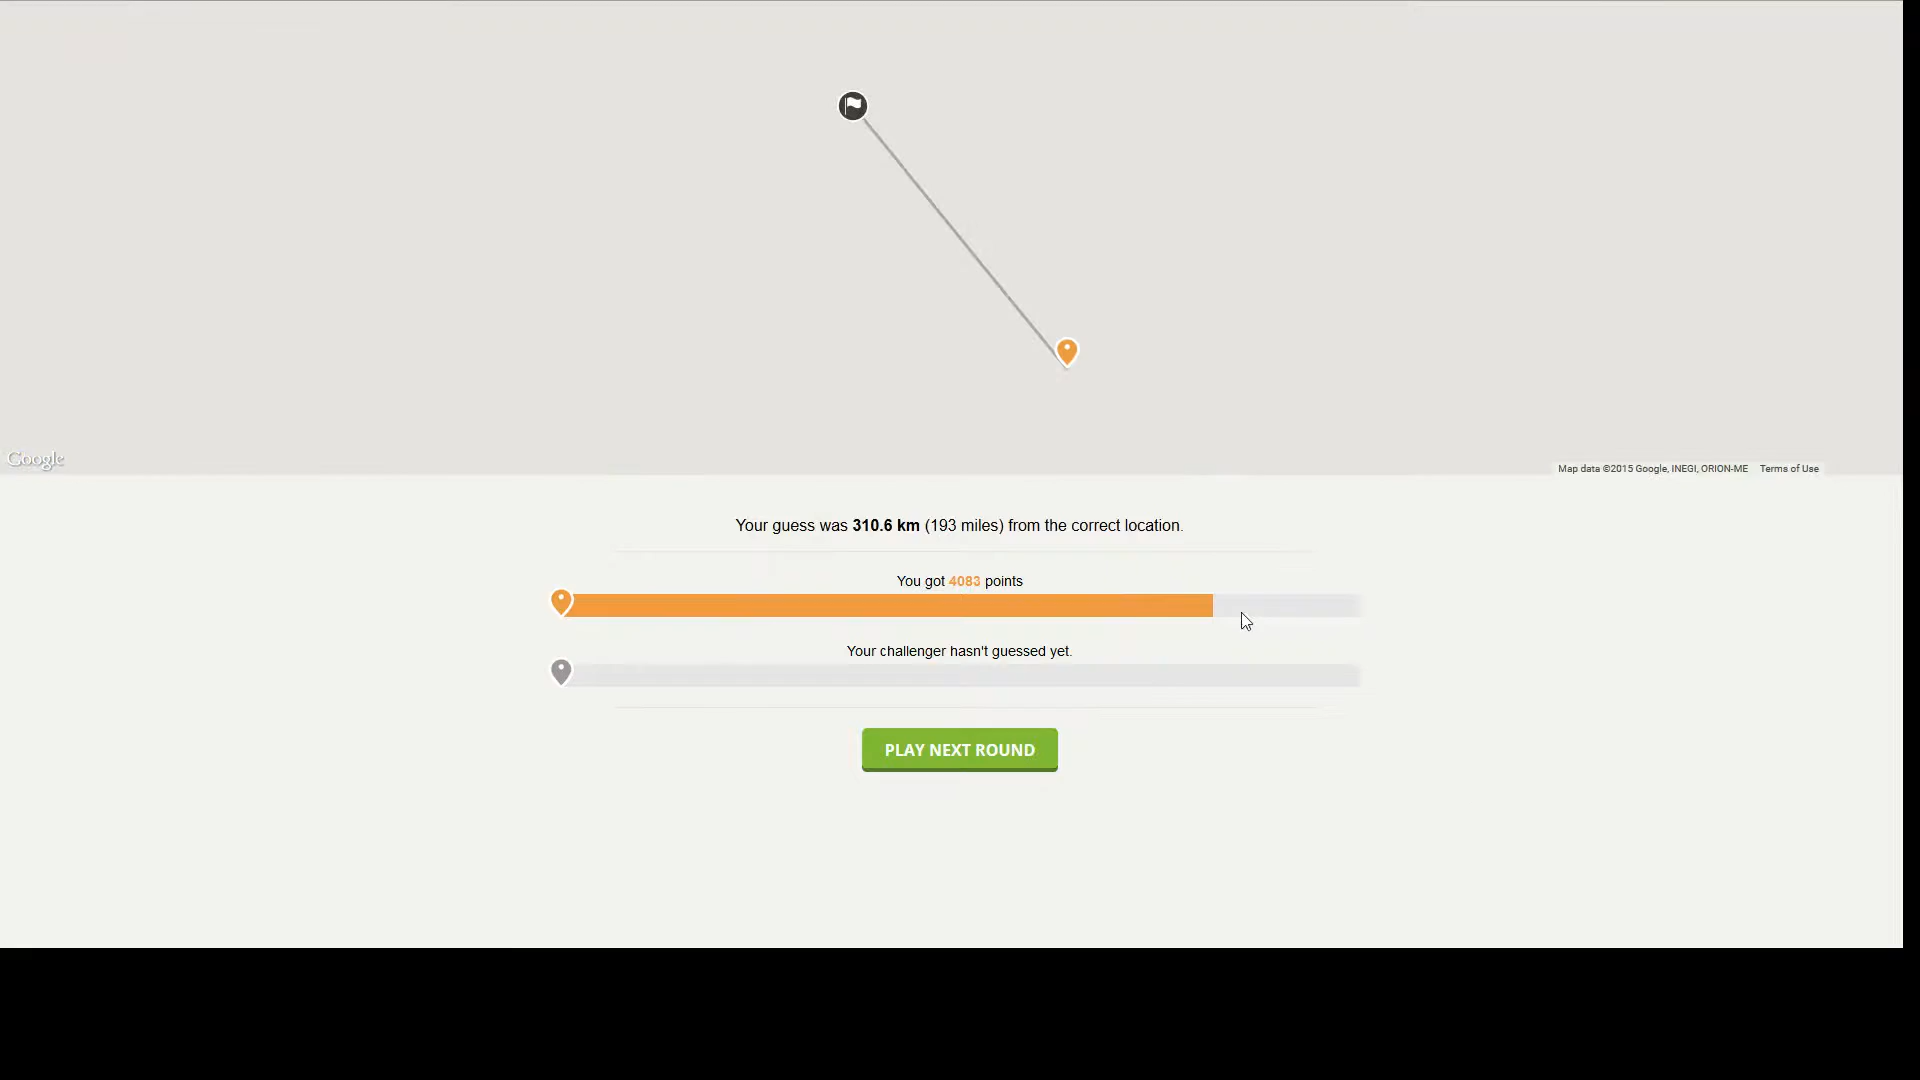 Google
Map data ©2015 Google, INEGI, ORION-ME Terms of Use
Your guess was 310.6 km (193 miles) from the correct location.
You got 4083 points
Your challenger hasn't guessed yet.
PLAY NEXT ROUND